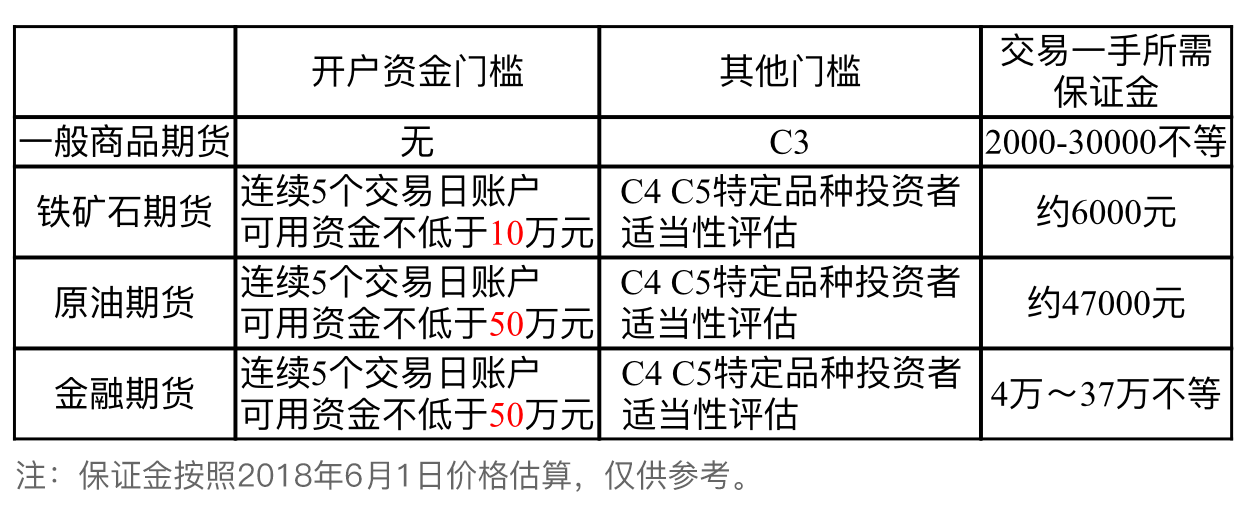 开户资金门槛
其他门槛
交易一手所需
保证金
一般商品期货
无
C3
2000-30000不等
铁矿石期货
连续5个交易日账户
可用资金不低于10万元
C4 C5特定品种投资者
适当性评估
约6000元
原油期货
连续5个交易日账户
可用资金不低于50万元
C4 C5特定品种投资者
适当性评估
约47000元
金融期货
连续5个交易日账户
可用资金不低于50万元
C4 C5特定品种投资者
适当性评估
4万～37万不等
注：保证金按照2018年6月1日价格估算，仅供参考。